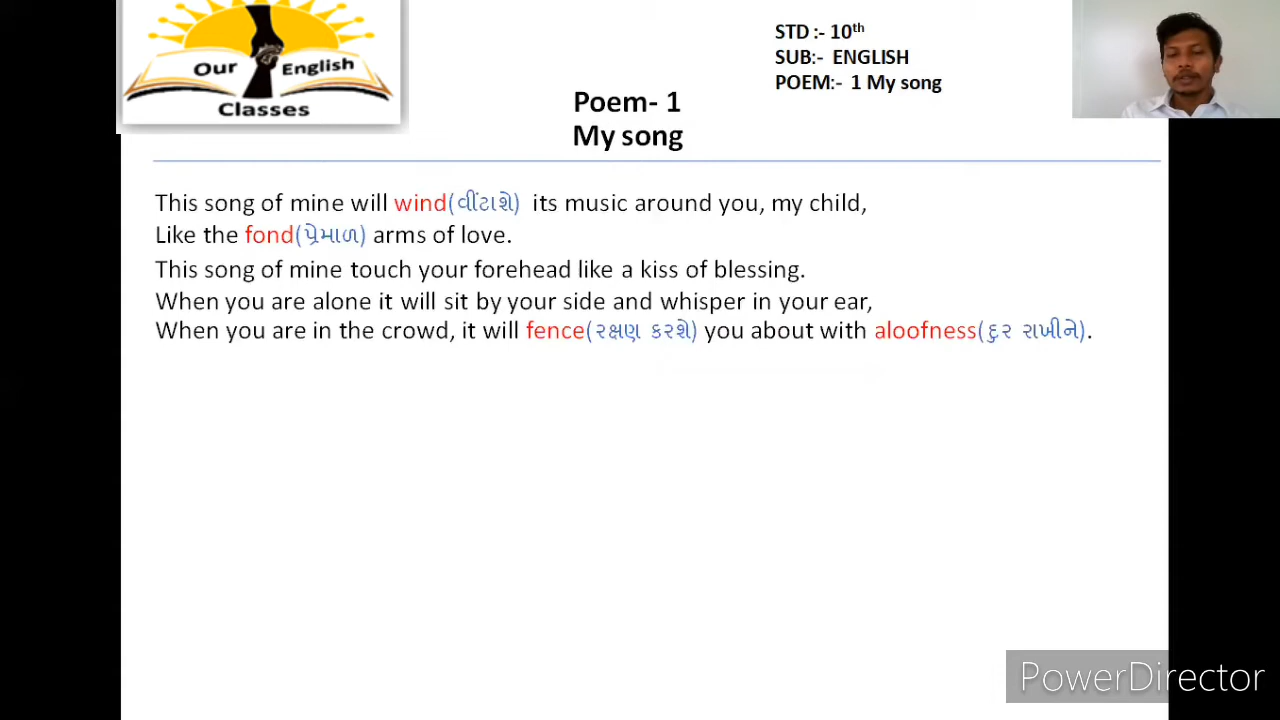 Our English
Classes
STD :- 10th
SUB:- ENGLISH
POEM:- 1 My song
Poem- 1
My song
This song of mine will wind(વીંટાશે) its music around you, my child,
Like the fond(પ્રેમાળ) arms of love.
This song of mine touch your forehead like a kiss of blessing.
When you are alone it will sit by your side and whisper in your ear,
When you are in the crowd, it will fence(રક્ષણ કરશે) you about with aloofness(દુર રાખીને).
PowerDirector